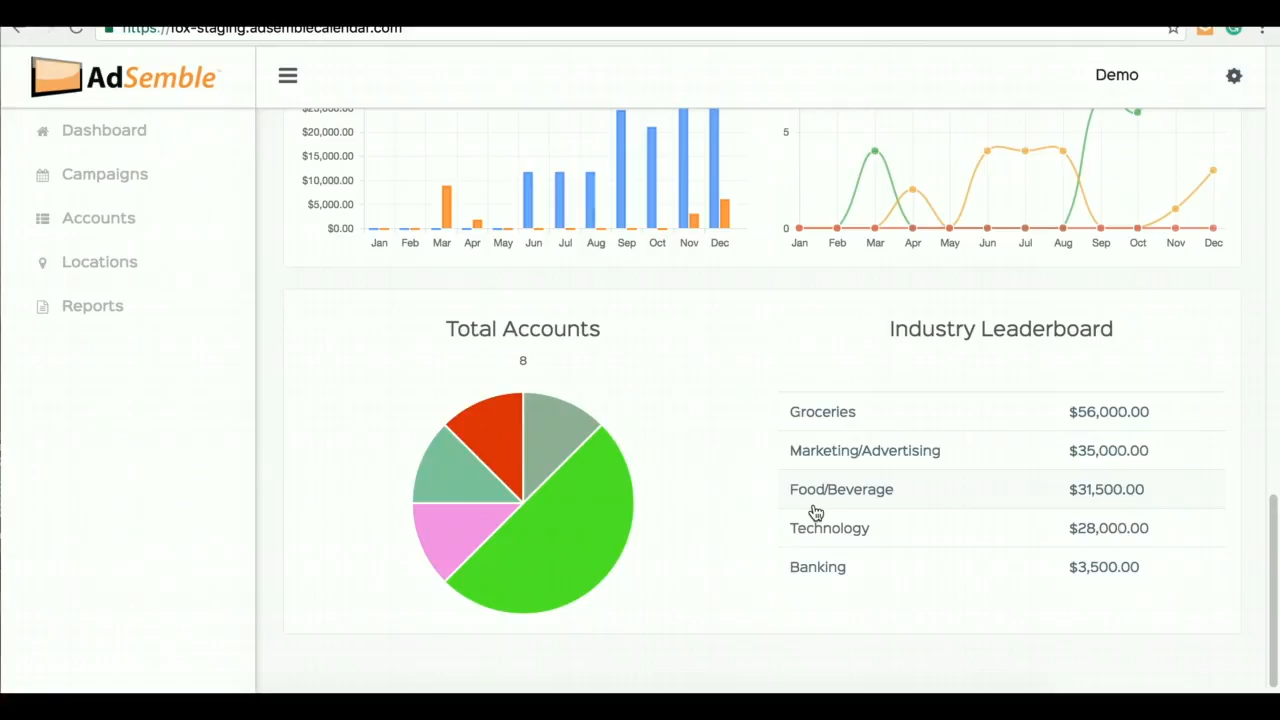 https://fox-staging.adsemblecalendar.com
AdSemble
Demo
Dashboard
Campaigns
Accounts
Locations
Reports
$25,000.00
$20,000.00
$15,000.00
$10,000.00
$5,000.00
$0.00
Jan Feb Mar Apr May Jun Jul Aug Sep Oct Nov Dec
5
0
Jan Feb Mar Apr May Jun Jul Aug Sep Oct Nov Dec
Total Accounts
8
Industry Leaderboard
Groceries $56,000.00
Marketing/Advertising $35,000.00
Food/Beverage $31,500.00
Technology $28,000.00
Banking $3,500.00